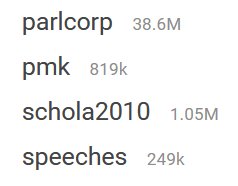 parlcorp 38.6M
pmk 819k
schola2010 1.05M
speeches 249k